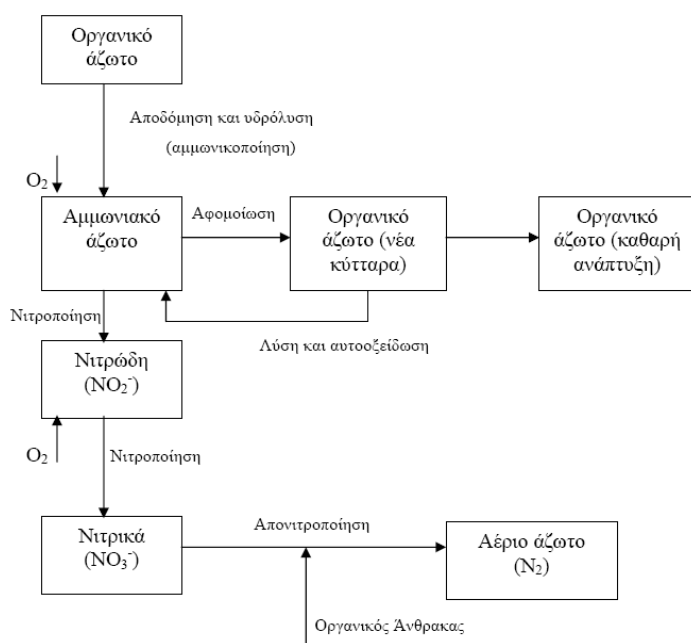 Οργανικό
άζωτο
Αποδόμηση και υδρόλυση
(αμμωνικοποίηση)
O₂
Αμμωνιακό
άζωτο
Αφομοίωση
Οργανικό
άζωτο (νέα
κύτταρα)
Οργανικό
άζωτο (καθαρή
ανάπτυξη)
Νιτροποίηση
Λύση και αυτοοξείδωση
Νιτρώδη
(NO₂⁻)
O₂
Νιτροποίηση
Νιτρικά
(NO₃⁻)
Απονιτροποίηση
Αέριο άζωτο
(N₂)
Οργανικός Άνθρακας